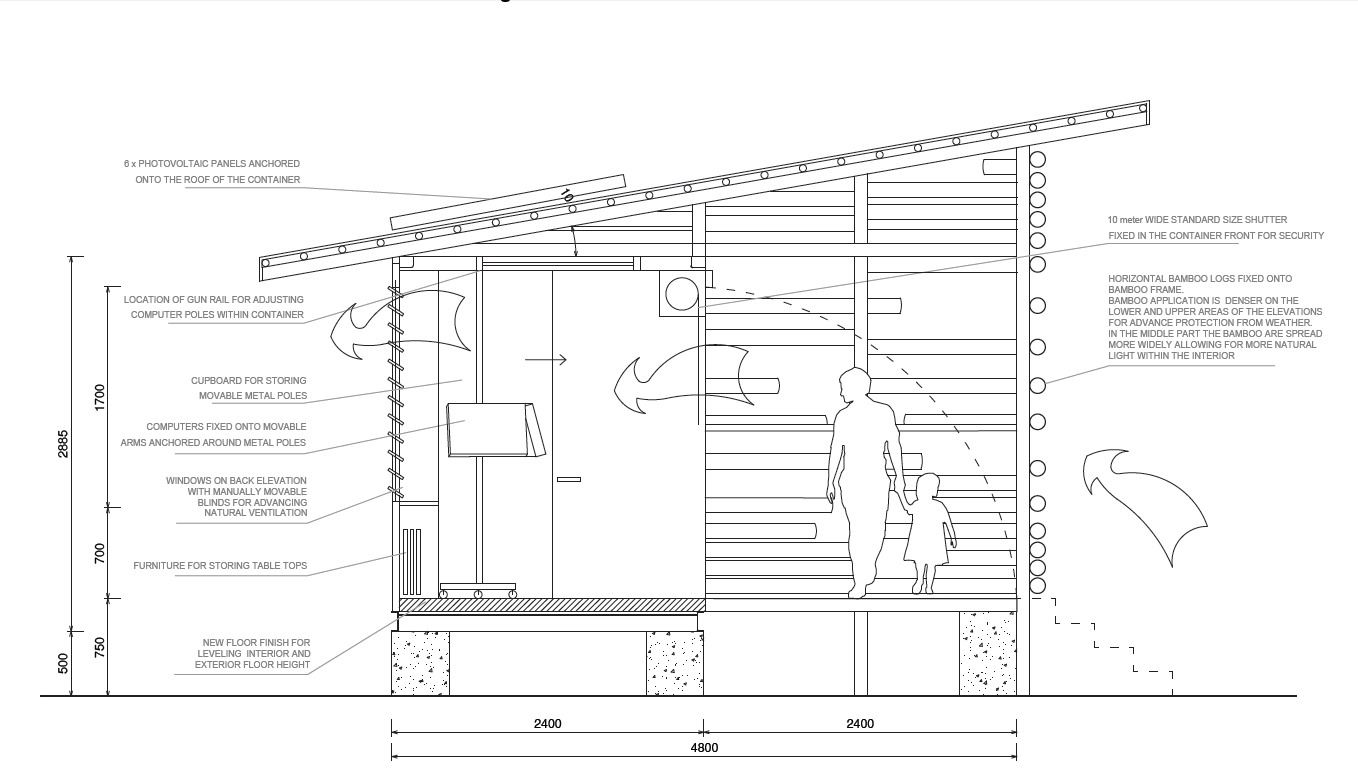 6 x PHOTOVOLTAIC PANELS ANCHORED
ONTO THE ROOF OF THE CONTAINER
10
10 meter WIDE STANDARD SIZE SHUTTER
FIXED IN THE CONTAINER FRONT FOR SECURITY
HORIZONTAL BAMBOO LOGS FIXED ONTO
BAMBOO FRAME.
BAMBOO APPLICATION IS DENSER ON THE
LOWER AND UPPER AREAS OF THE ELEVATIONS
FOR ADVANCE PROTECTION FROM WEATHER.
IN THE MIDDLE PART THE BAMBOO ARE SPREAD
MORE WIDELY ALLOWING FOR MORE NATURAL
LIGHT WITHIN THE INTERIOR
LOCATION OF GUN RAIL FOR ADJUSTING
COMPUTER POLES WITHIN CONTAINER
CUPBOARD FOR STORING
MOVABLE METAL POLES
COMPUTERS FIXED ONTO MOVABLE
ARMS ANCHORED AROUND METAL POLES
WINDOWS ON BACK ELEVATION
WITH MANUALLY MOVABLE
BLINDS FOR ADVANCING
NATURAL VENTILATION
FURNITURE FOR STORING TABLE TOPS
NEW FLOOR FINISH FOR
LEVELING INTERIOR AND
EXTERIOR FLOOR HEIGHT
2885
500
1700
700
750
2400
2400
4800